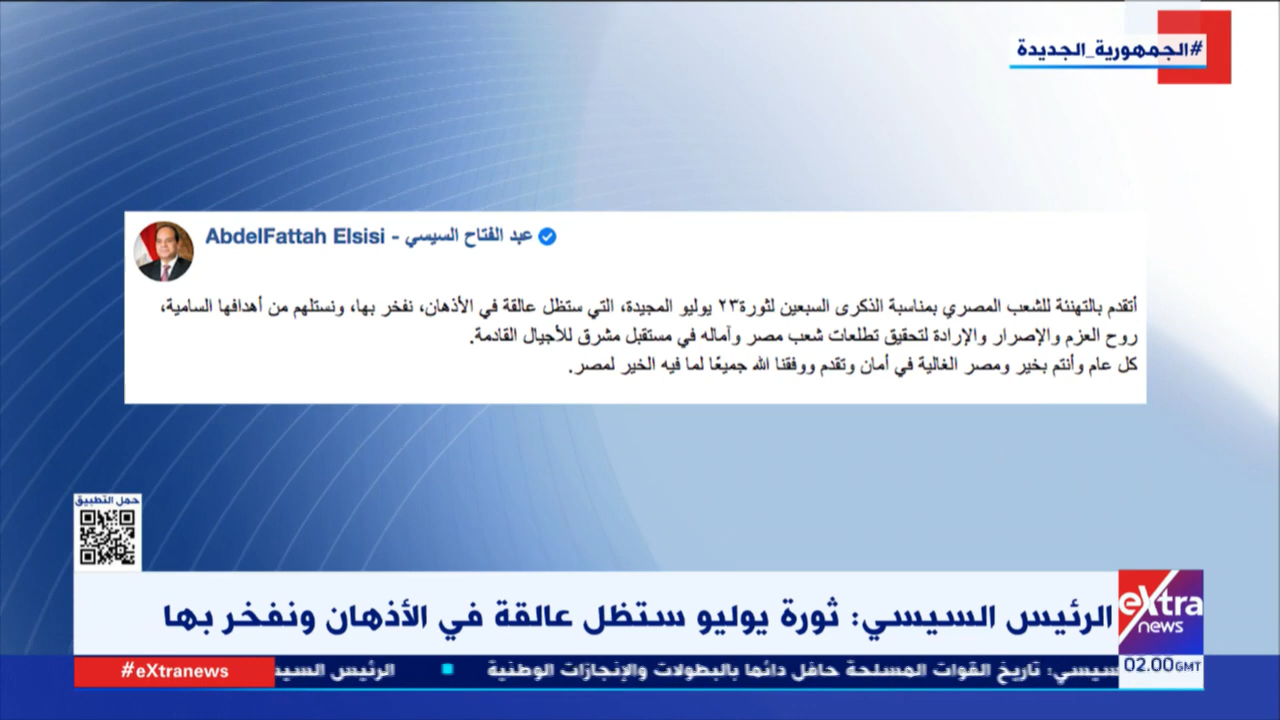 #الجمهورية_الجديدة
AbdelFattah Elsisi - عبد الفتاح السيسي
أتقدم بالتهنئة للشعب المصري بمناسبة الذكرى السبعين لثورة٢٣ يوليو المجيدة، التي ستظل عالقة في الأذهان، نفخر بها، ونستلهم من أهدافها السامية،
روح العزم والإصرار والإرادة لتحقيق تطلعات شعب مصر وآماله في مستقبل مشرق للأجيال القادمة.
كل عام وأنتم بخير ومصر الغالية في أمان وتقدم ووفقنا الله جميعًا لما فيه الخير لمصر.
حمل التطبيق
الرئيس السيسي: ثورة يوليو ستظل عالقة في الأذهان ونفخر بها
eXtra
news
02.00GMT
سيسي: تاريخ القوات المسلحة حافل دائما بالبطولات والإنجازات الوطنية
الرئيس السيس
#eXtranews